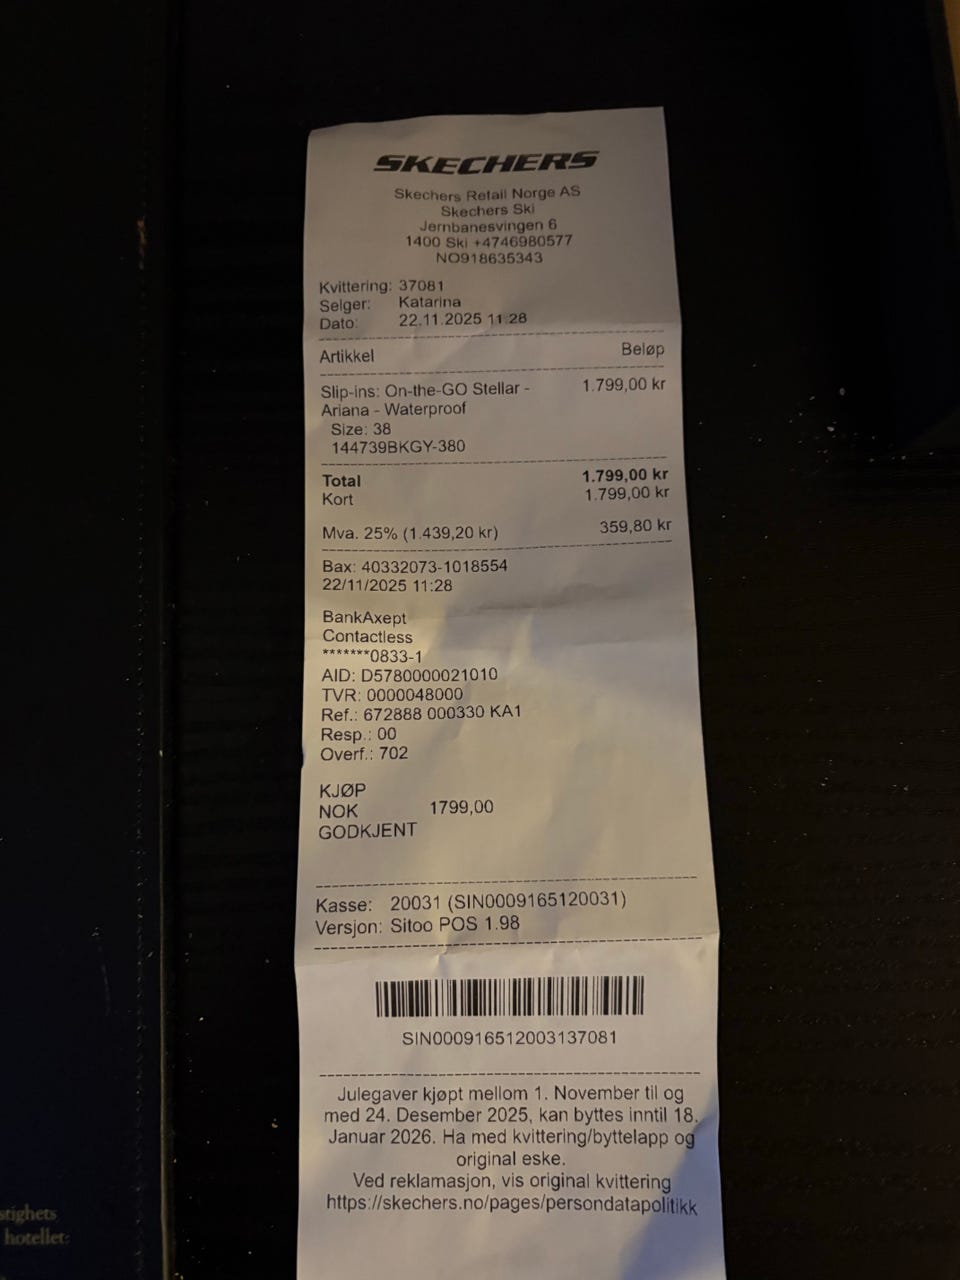 SKECHERS
Skechers Retail Norge AS
Skechers Ski
Jernbanesvingen 6
1400 Ski +4746980577
NO918635343
Kvittering: 37081
Selger: Katarina
Dato: 22.11.2025 11:28
Artikkel Beløp
Slip-ins: On-the-GO Stellar - 1.799,00 kr
Ariana - Waterproof
Size: 38
144739BKGY-380
Total 1.799,00 kr
Kort 1.799,00 kr
Mva. 25% (1.439,20 kr) 359,80 kr
Bax: 40332073-1018554
22/11/2025 11:28
BankAxept
Contactless
*******0833-1
AID: D5780000021010
TVR: 0000048000
Ref.: 672888 000330 KA1
Resp.: 00
Overf.: 702
KJØP
NOK 1799,00
GODKJENT
Kasse: 20031 (SIN0009165120031)
Versjon: Sitoo POS 1.98
SIN000916512003137081
Julegaver kjøpt mellom 1. November til og
med 24. Desember 2025, kan byttes inntil 18.
Januar 2026. Ha med kvittering/byttelapp og
original eske.
Ved reklamasjon, vis original kvittering
https://skechers.no/pages/persondatapolitikk
hotellet: